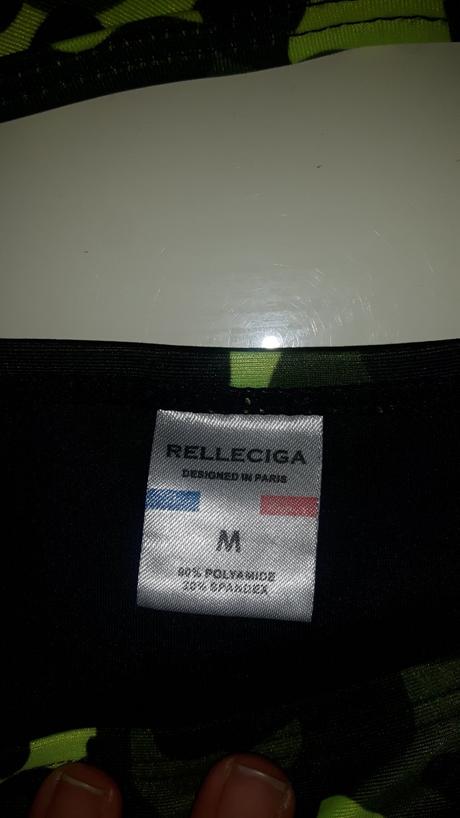 RELLECIGA
DESIGNED IN PARIS
M
80% POLYAMIDE
20% SPANDEX